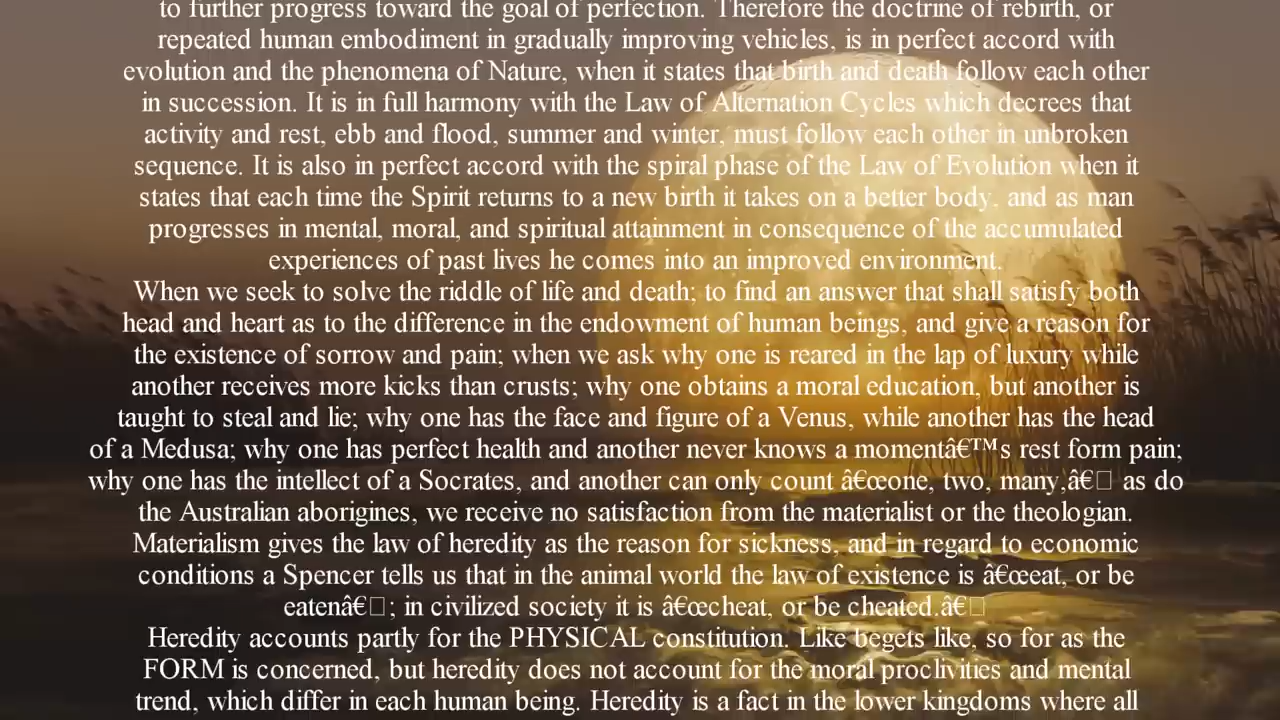 to further progress toward the goal of perfection. Therefore the doctrine of rebirth, or
repeated human embodiment in gradually improving vehicles, is in perfect accord with
evolution and the phenomena of Nature, when it states that birth and death follow each other
in succession. It is in full harmony with the Law of Alternation Cycles which decrees that
activity and rest, ebb and flood, summer and winter, must follow each other in unbroken
sequence. It is also in perfect accord with the spiral phase of the Law of Evolution when it
states that each time the Spirit returns to a new birth it takes on a better body. and as man
progresses in mental, moral, and spiritual attainment in consequence of the accumulated
experiences of past lives he comes into an improved environment.
When we seek to solve the riddle of life and death; to find an answer that shall satisfy both
head and heart as to the difference in the endowment of human beings, and give a reason for
the existence of sorrow and pain; when we ask why one is reared in the lap of luxury while
another receives more kicks than crusts; why one obtains a moral education, but another is
taught to steal and lie; why one has the face and figure of a Venus, while another has the head
of a Medusa; why one has perfect health and another never knows a momentâ€™s rest form pain;
why one has the intellect of a Socrates, and another can only count â€œone, two, many,â€□ as do
the Australian aborigines, we receive no satisfaction from the materialist or the theologian.
Materialism gives the law of heredity as the reason for sickness, and in regard to economic
conditions a Spencer tells us that in the animal world the law of existence is â€œeat, or be
eatenâ€□; in civilized society it is â€œcheat, or be cheated.â€□
Heredity accounts partly for the PHYSICAL constitution. Like begets like, so for as the
FORM is concerned, but heredity does not account for the moral proclivities and mental
trend, which differ in each human being. Heredity is a fact in the lower kingdoms where all